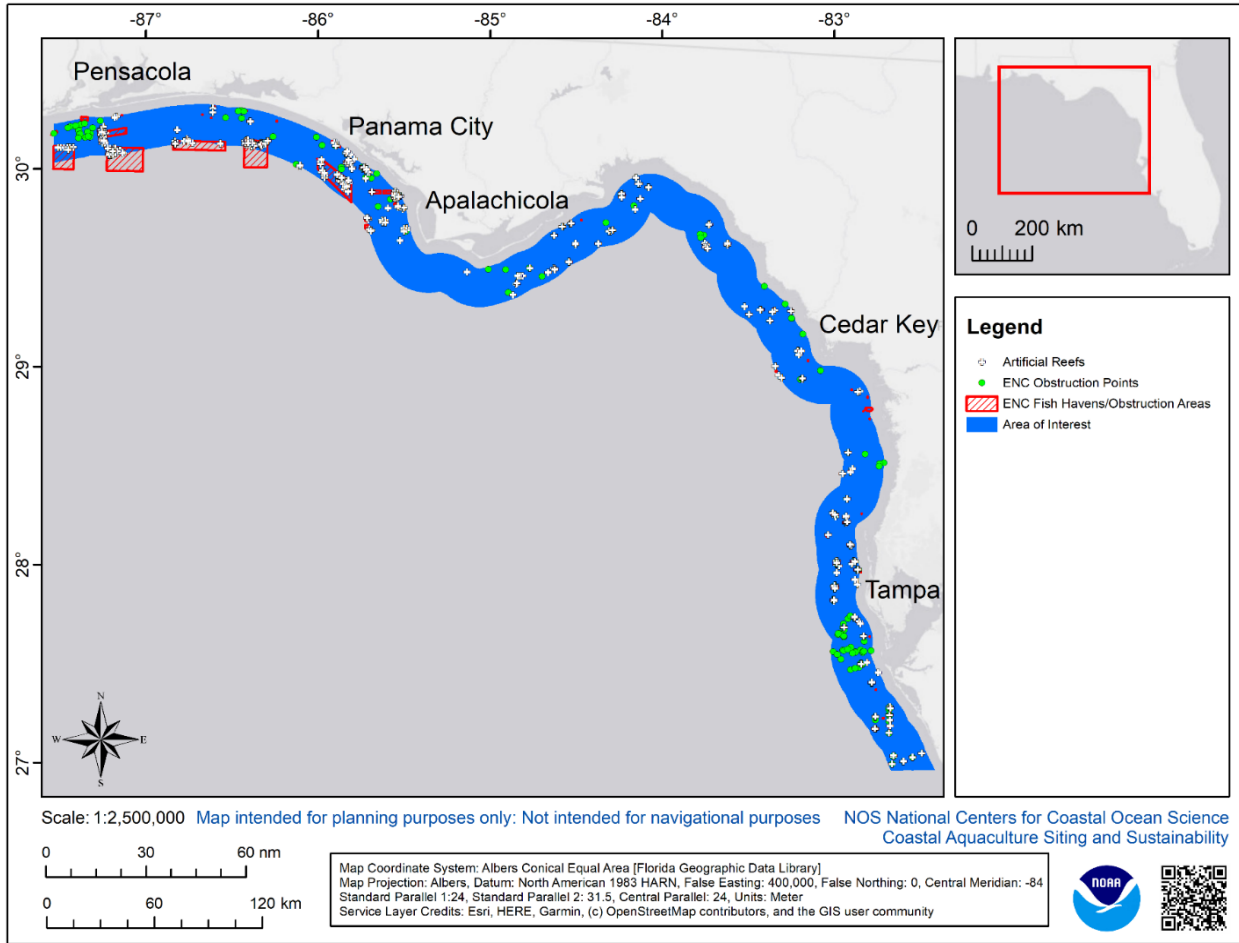 -87°
-86°
-85°
-84°
-83°
Pensacola
Panama City
30°
Apalachicola
0 200 km
Cedar Key
29°
Legend
Artificial Reefs
ENC Obstruction Points
ENC Fish Havens/Obstruction Areas
Area of Interest
28°
Tampa
N
W E
S
27°
Scale: 1:2,500,000 Map intended for planning purposes only: Not intended for navigational purposes
NOS National Centers for Coastal Ocean Science
Coastal Aquaculture Siting and Sustainability
0 30 60 nm
0 60 120 km
Map Coordinate System: Albers Conical Equal Area [Florida Geographic Data Library]
Map Projection: Albers, Datum: North American 1983 HARN, False Easting: 400,000, False Northing: 0, Central Meridian: -84
Standard Parallel 1:24, Standard Parallel 2: 31.5, Central Parallel: 24, Units: Meter
Service Layer Credits: Esri, HERE, Garmin, (c) OpenStreetMap contributors, and the GIS user community
NOAA